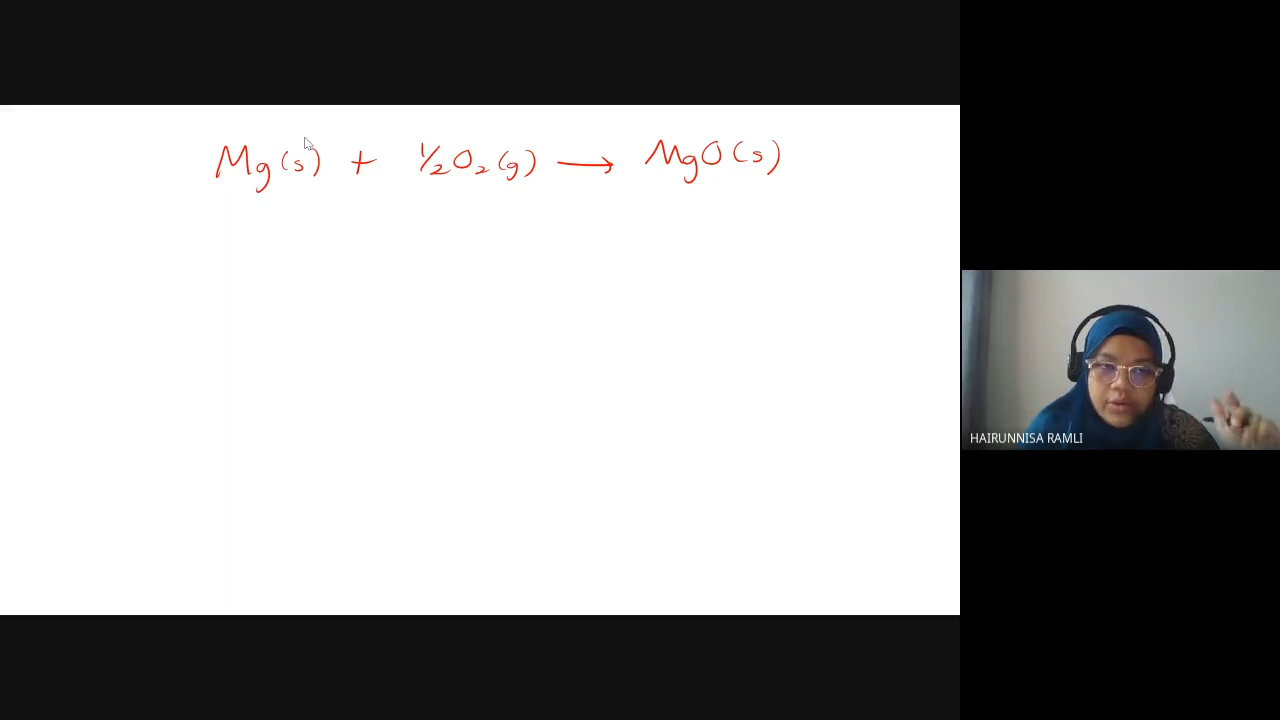 Mg(s) + ½O₂(g) ⟶ MgO(s)
HAIRUNNISA RAMLI